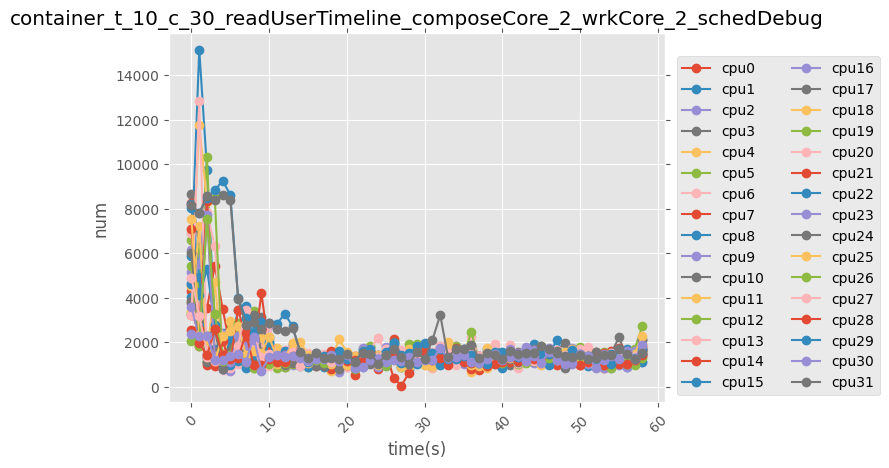 container_t_10_c_30_readUserTimeline_composeCore_2_wrkCore_2_schedDebug
14000
12000
10000
8000
6000
4000
2000
0
num
0
10
20
30
40
50
60
time(s)
cpu0
cpu1
cpu2
cpu3
cpu4
cpu5
cpu6
cpu7
cpu8
cpu9
cpu10
cpu11
cpu12
cpu13
cpu14
cpu15
cpu16
cpu17
cpu18
cpu19
cpu20
cpu21
cpu22
cpu23
cpu24
cpu25
cpu26
cpu27
cpu28
cpu29
cpu30
cpu31